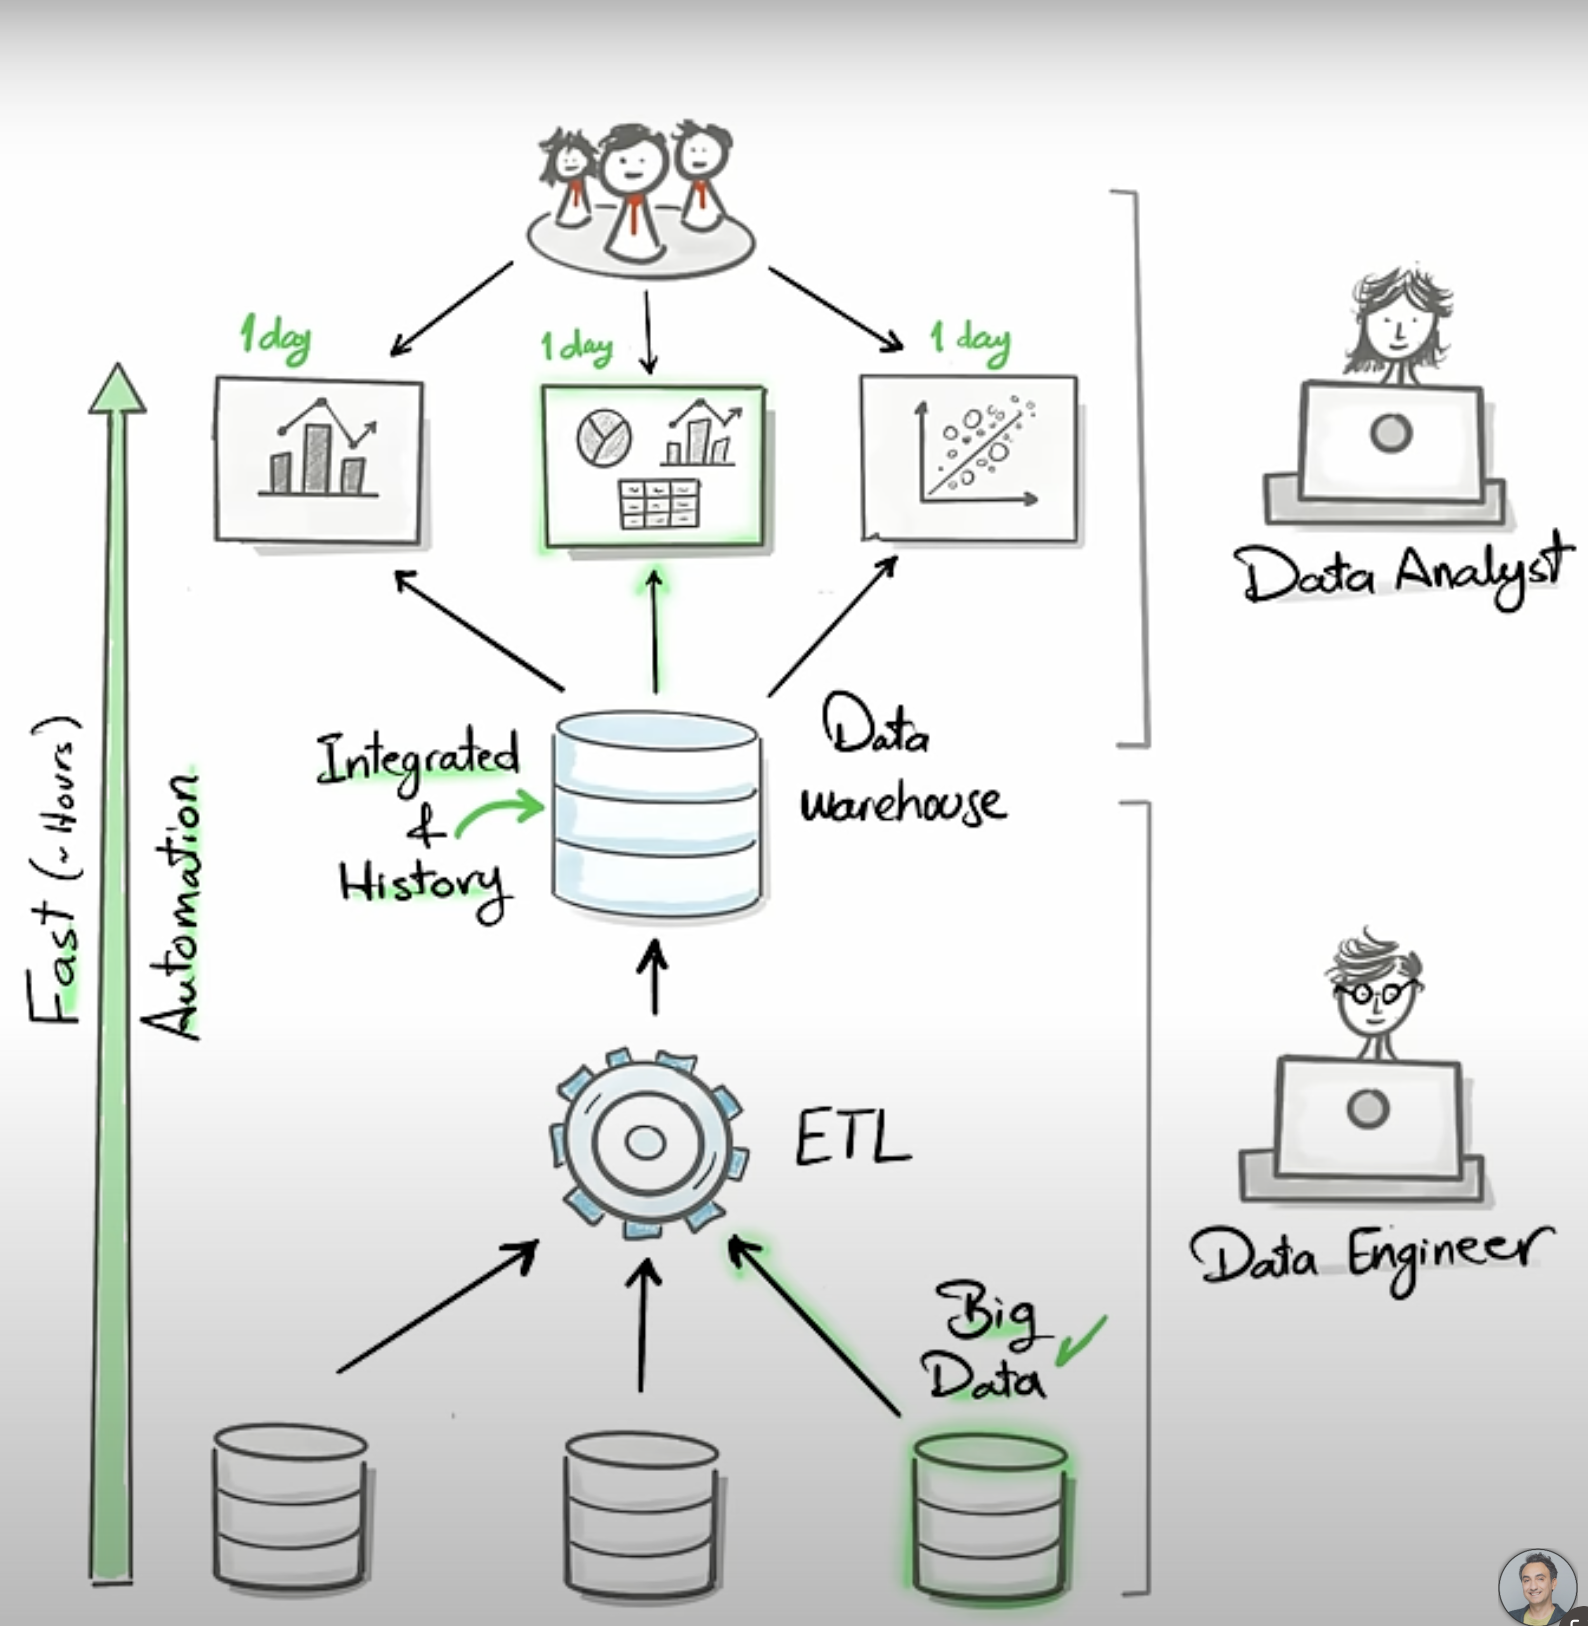 1 day
1 day
1 day
Data Analyst
Fast (~ Hours)
Automation
Integrated
&
History
Data
warehouse
ETL
Data Engineer
Big
Data